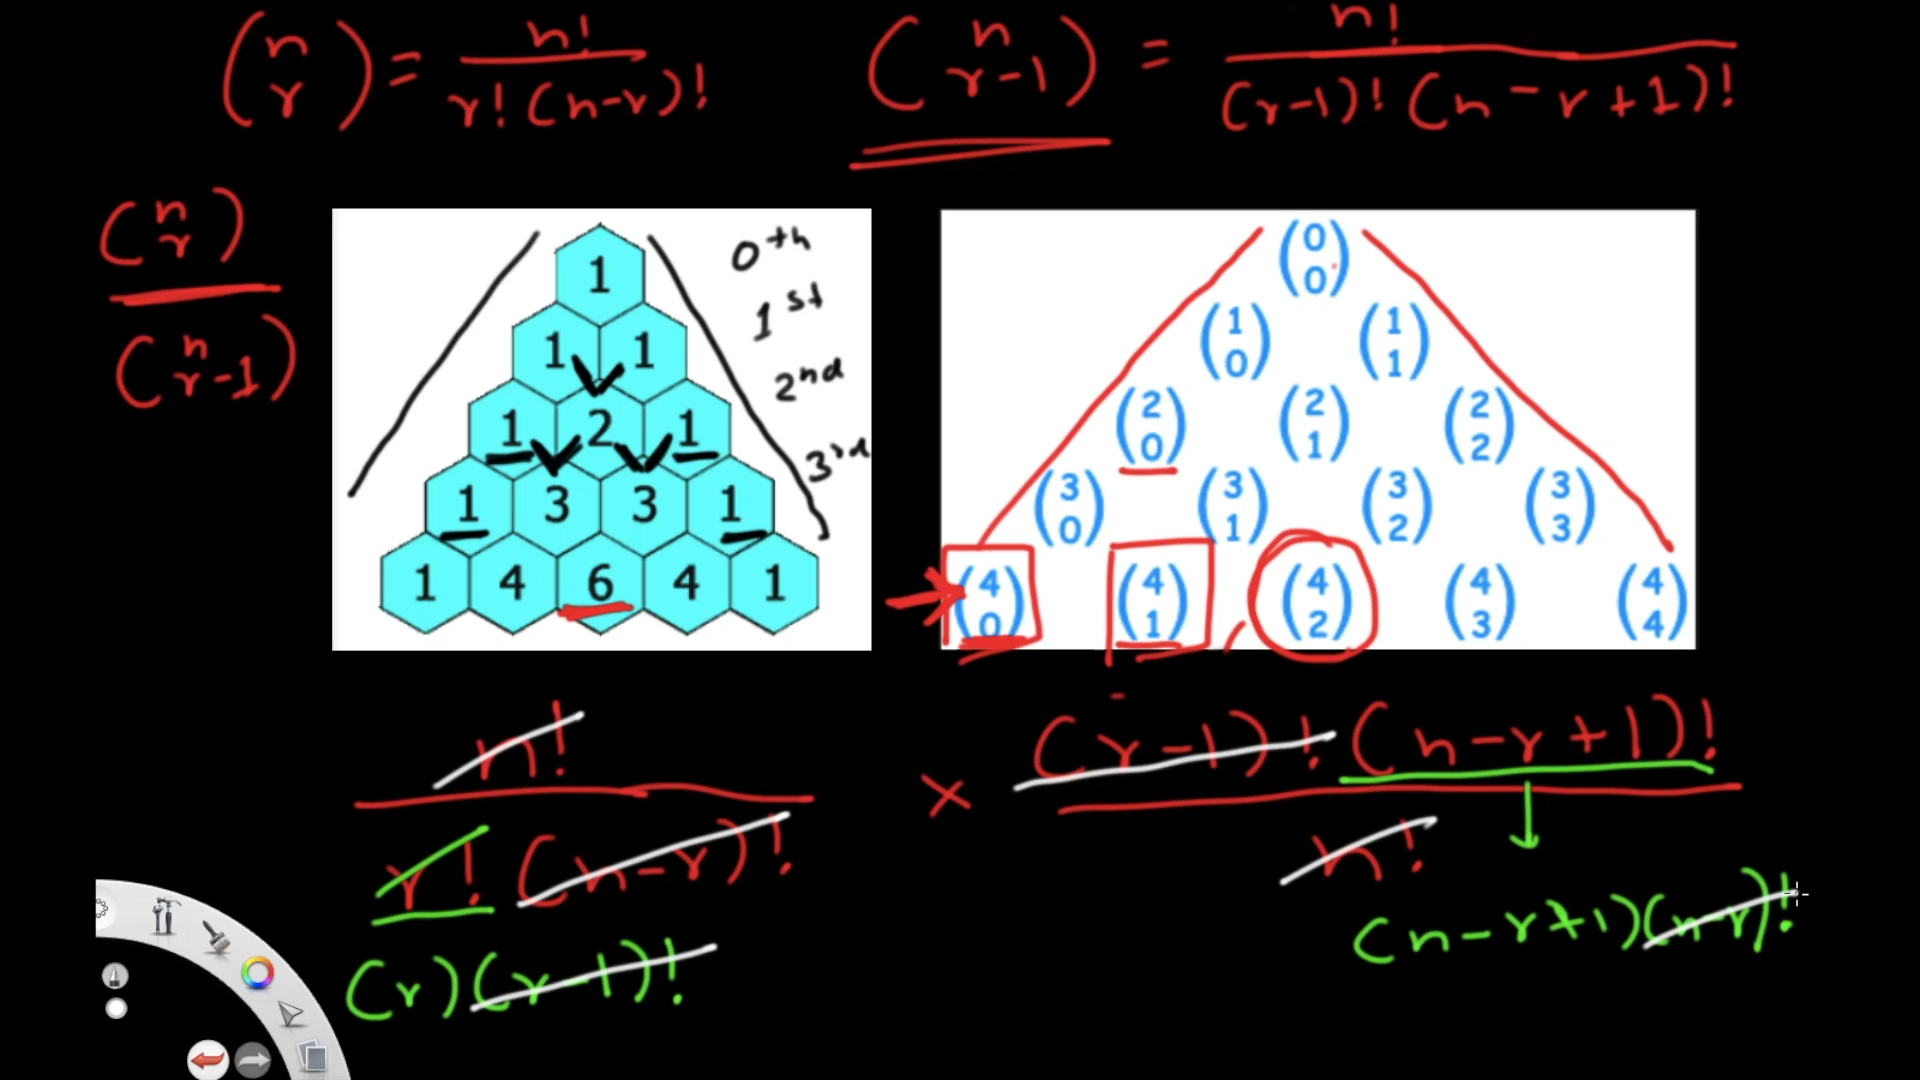 (n r) = n! / r! (n-r)!
(n r-1) = n! / (r-1)! (n-r+1)!
(n r)
(n r-1)
1
1 1
1 2 1
1 3 3 1
1 4 6 4 1
0th
1st
2nd
3rd
(0 0)
(1 0) (1 1)
(2 0) (2 1) (2 2)
(3 0) (3 1) (3 2) (3 3)
(4 0) (4 1) (4 2) (4 3) (4 4)
n! × (r-1)! (n-r+1)!
r! (n-r)! n!
(r)(r-1)! (n-r+1)(n-r)!